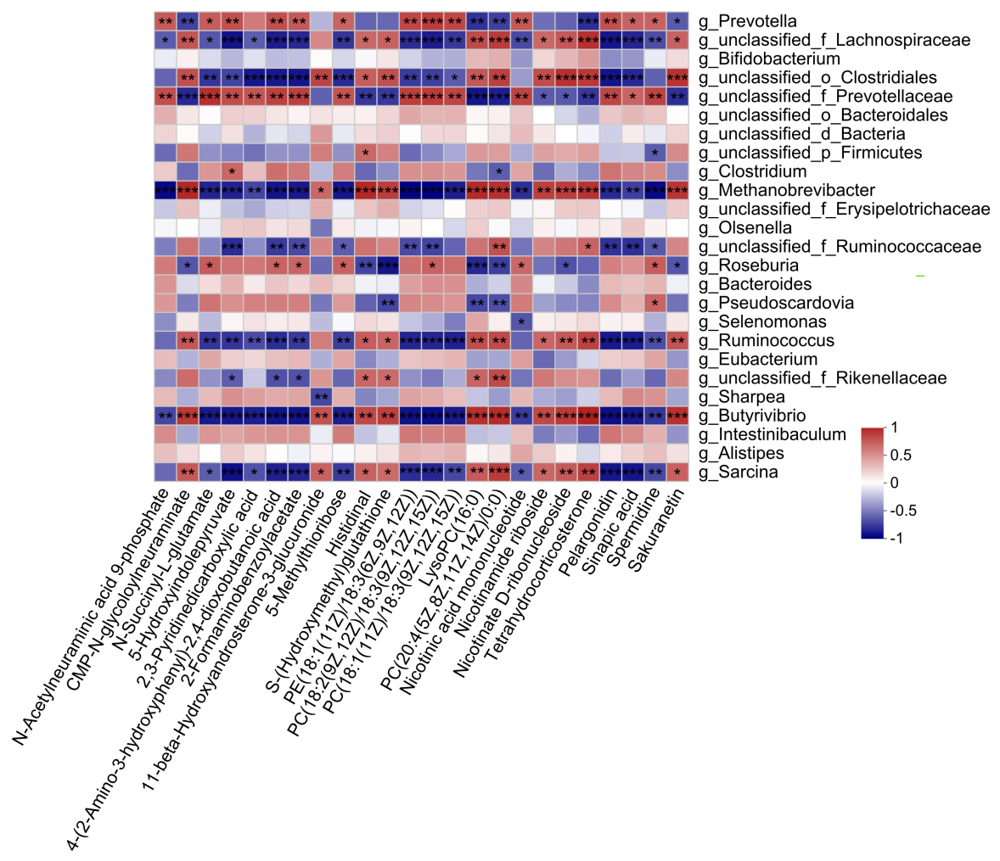 g_Prevotella
g_unclassified_f_Lachnospiraceae
g_Bifidobacterium
g_unclassified_o_Clostridiales
g_unclassified_f_Prevotellaceae
g_unclassified_o_Bacteroidales
g_unclassified_d_Bacteria
g_unclassified_p_Firmicutes
g_Clostridium
g_Methanobrevibacter
g_unclassified_f_Erysipelotrichaceae
g_Olsenella
g_unclassified_f_Ruminococcaceae
g_Roseburia
g_Bacteroides
g_Pseudoscardovia
g_Selenomonas
g_Ruminococcus
g_Eubacterium
g_unclassified_f_Rikenellaceae
g_Sharpea
g_Butyrivibrio
g_Intestinibaculum
g_Alistipes
g_Sarcina
1
0.5
0
-0.5
-1
N-Acetylneuraminic acid 9-phosphate
CMP-N-glycoloylneuraminate
N-Succinyl-L-glutamate
5-Hydroxyindolepyruvate
2,3-Pyridinedicarboxylic acid
4-(2-Amino-3-hydroxyphenyl)-2,4-dioxobutanoic acid
2-Formaminobenzoylacetate
11-beta-Hydroxyandrosterone-3-glucuronide
5-Methylthioribose
Histidinal
S-(Hydroxymethyl)glutathione
PE(18:1(11Z)/18:3(6Z,9Z,12Z))
PC(18:2(9Z,12Z)/18:3(9Z,12Z,15Z))
PC(18:1(11Z)/18:3(9Z,12Z,15Z))
LysoPC(16:0)
PC(20:4(5Z,8Z,11Z,14Z)/0:0)
Nicotinic acid mononucleotide
Nicotinamide riboside
Nicotinate D-ribonucleoside
Tetrahydrocorticosterone
Pelargonidin
Sinapic acid
Spermidine
Sakuranetin